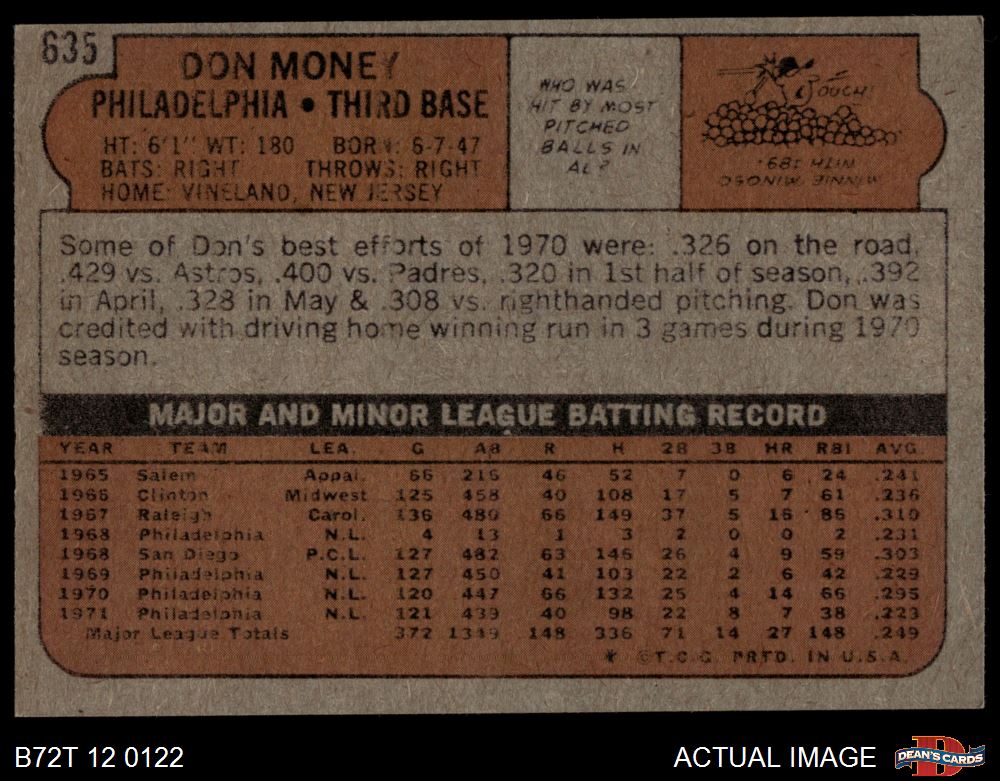 635
DON MONEY
PHILADELPHIA • THIRD BASE
HT: 6'1" WT: 180 BORN: 6-7-47
BATS: RIGHT THROWS: RIGHT
HOME: VINELAND, NEW JERSEY
WHO WAS
HIT BY MOST
PITCHED
BALLS IN
AL?
OUCH!
MINNIE MINOSO
WITH 189.
Some of Don's best efforts of 1970 were: .326 on the road,
.429 vs. Astros, .400 vs. Padres, .320 in 1st half of season, .392
in April, .328 in May & .308 vs. righthanded pitching. Don was
credited with driving home winning run in 3 games during 1970
season.
MAJOR AND MINOR LEAGUE BATTING RECORD
YEAR TEAM LEA. G AB R H 2B 3B HR RBI AVG.
1965 Salem Appal. 66 216 46 52 7 0 6 24 .241
1966 Clinton Midwest 125 458 40 108 17 5 7 61 .236
1967 Raleigh Carol. 136 480 66 149 37 5 16 86 .310
1968 Philadelphia N.L. 4 13 1 3 2 0 0 2 .231
1968 San Diego P.C.L. 127 482 63 146 26 4 9 59 .303
1969 Philadelphia N.L. 127 450 41 103 22 2 6 42 .229
1970 Philadelphia N.L. 120 447 66 132 25 4 14 66 .295
1971 Philadelphia N.L. 121 439 40 98 22 8 7 38 .223
Major League Totals 372 1349 148 336 71 14 27 148 .249
* ©T.C.G. PRTD. IN U.S.A.
B72T 12 0122
ACTUAL IMAGE
D
DEAN'S CARDS